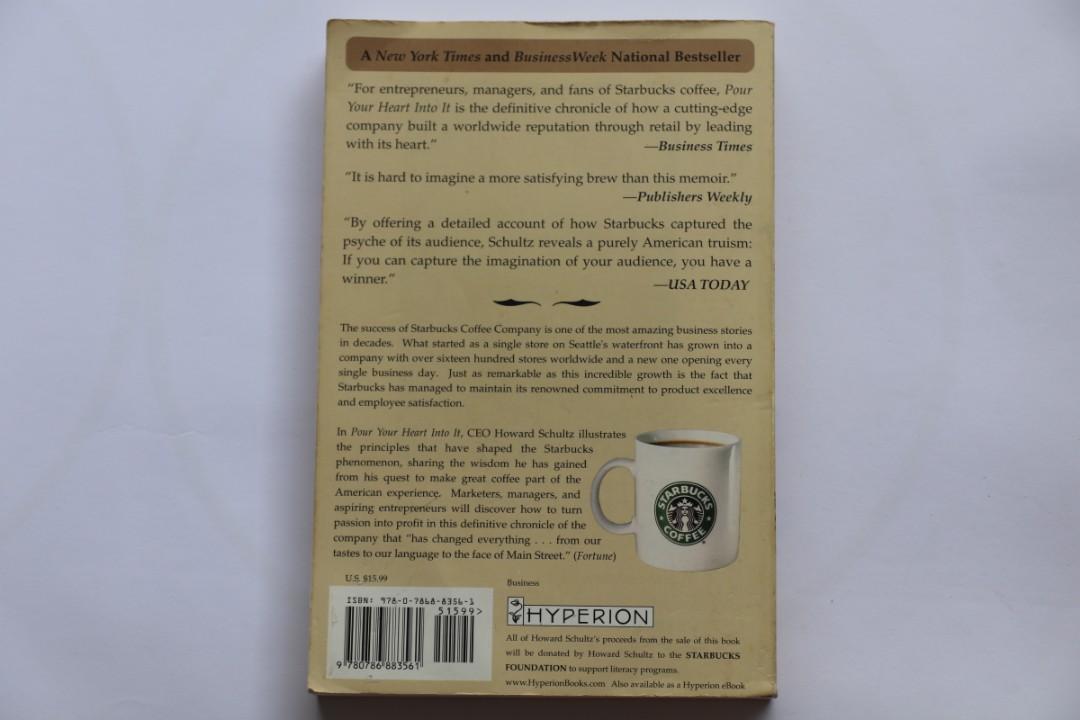 A New York Times and BusinessWeek National Bestseller
“For entrepreneurs, managers, and fans of Starbucks coffee, Pour
Your Heart Into It is the definitive chronicle of how a cutting-edge
company built a worldwide reputation through retail by leading
with its heart.” —Business Times
“It is hard to imagine a more satisfying brew than this memoir.”
—Publishers Weekly
“By offering a detailed account of how Starbucks captured the
psyche of its audience, Schultz reveals a purely American truism:
If you can capture the imagination of your audience, you have a
winner.” —USA TODAY
The success of Starbucks Coffee Company is one of the most amazing business stories
in decades. What started as a single store on Seattle’s waterfront has grown into a
company with over sixteen hundred stores worldwide and a new one opening every
single business day. Just as remarkable as this incredible growth is the fact that
Starbucks has managed to maintain its renowned commitment to product excellence
and employee satisfaction.
In Pour Your Heart Into It, CEO Howard Schultz illustrates
the principles that have shaped the Starbucks
phenomenon, sharing the wisdom he has gained
from his quest to make great coffee part of the
American experience. Marketers, managers, and
aspiring entrepreneurs will discover how to turn
passion into profit in this definitive chronicle of the
company that “has changed everything . . . from our
tastes to our language to the face of Main Street.” (Fortune)
STARBUCKS
COFFEE
U.S. $15.99
ISBN: 978-0-7868-8356-1
51599>
9 780786 883561
Business
HYPERION
All of Howard Schultz’s proceeds from the sale of this book
will be donated by Howard Schultz to the STARBUCKS
FOUNDATION to support literacy programs.
www.HyperionBooks.com Also available as a Hyperion eBook